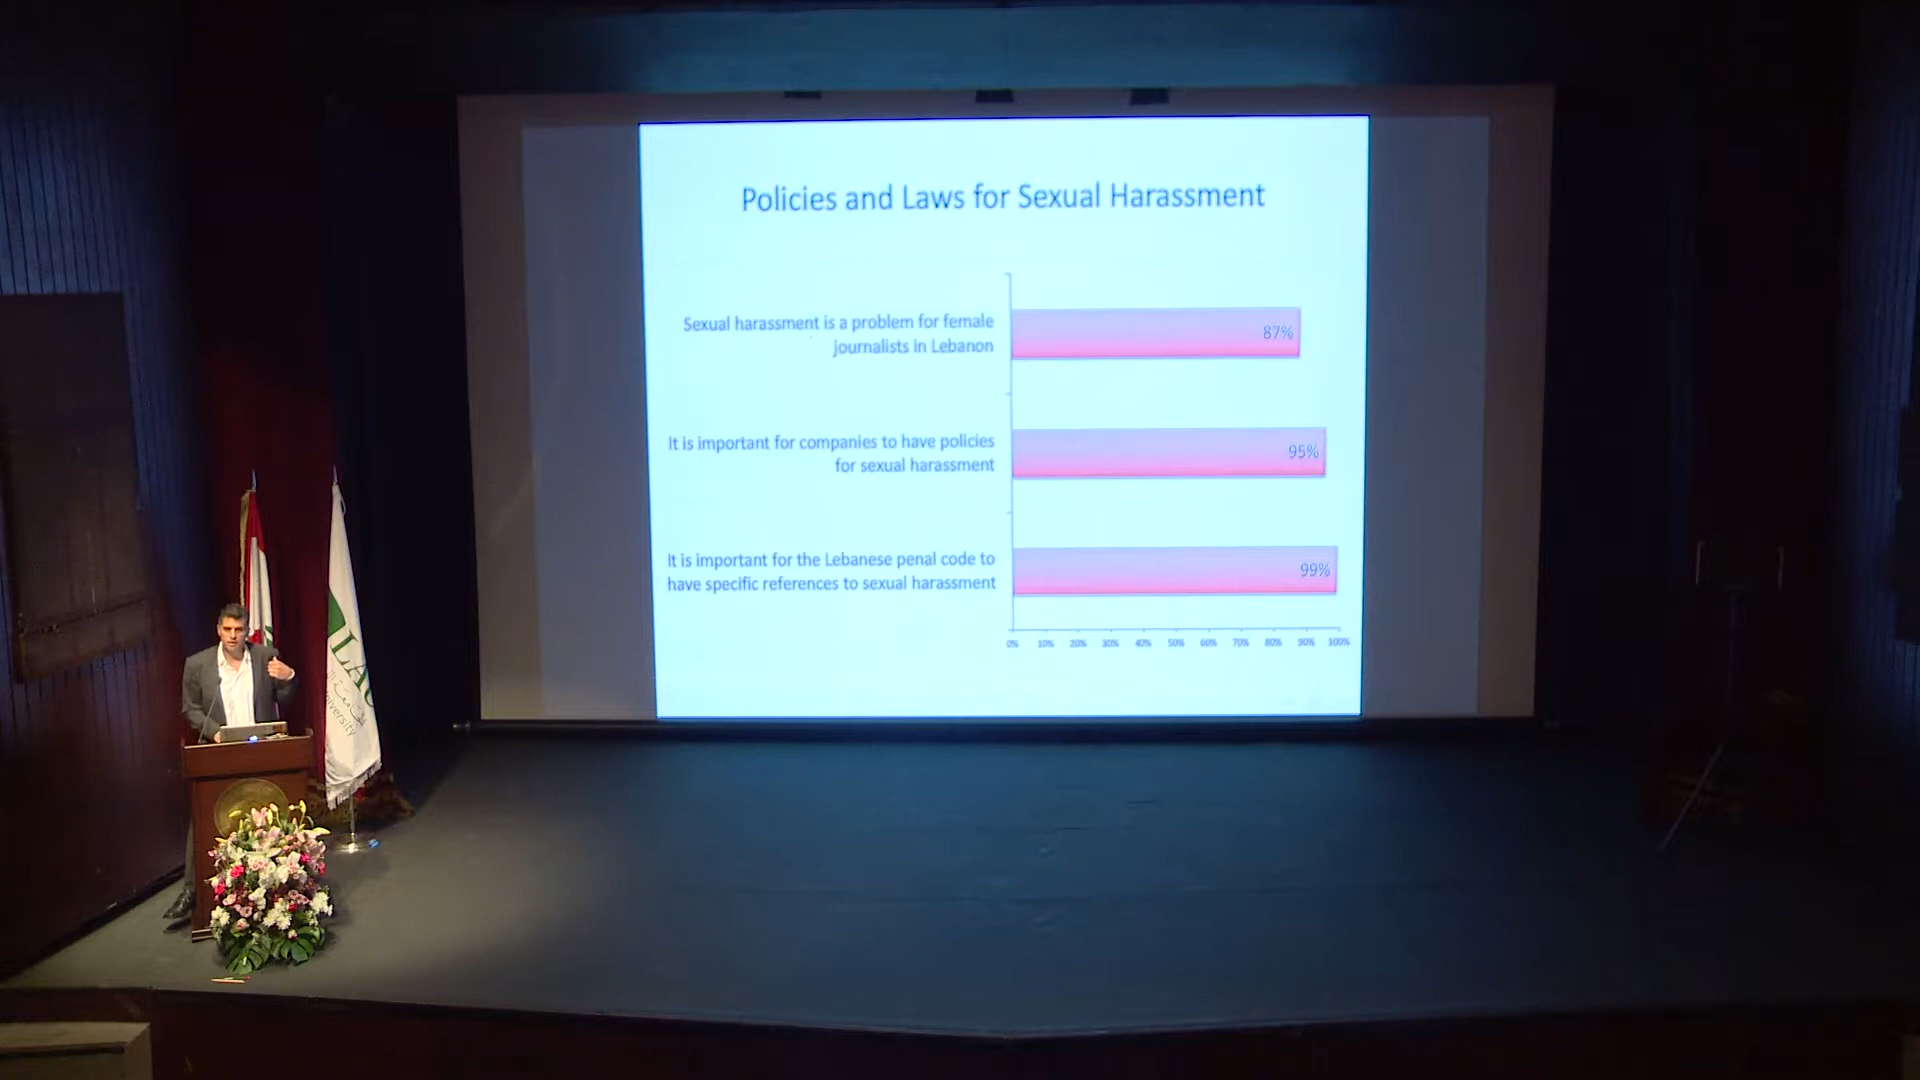 Policies and Laws for Sexual Harassment
Sexual harassment is a problem for female
journalists in Lebanon
87%
It is important for companies to have policies
for sexual harassment
95%
It is important for the Lebanese penal code to
have specific references to sexual harassment
99%
0% 10% 20% 30% 40% 50% 60% 70% 80% 90% 100%
LAU
University